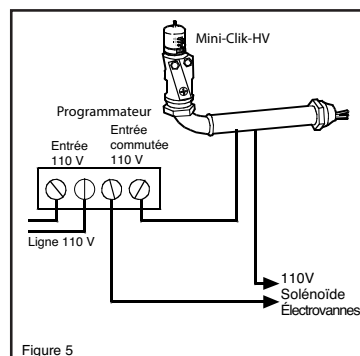 Mini-Clik-HV
Programmateur
Entrée
110 V
Entrée
commutée
110 V
Ligne 110 V
110V
Solénoïde
Électrovannes
Figure 5